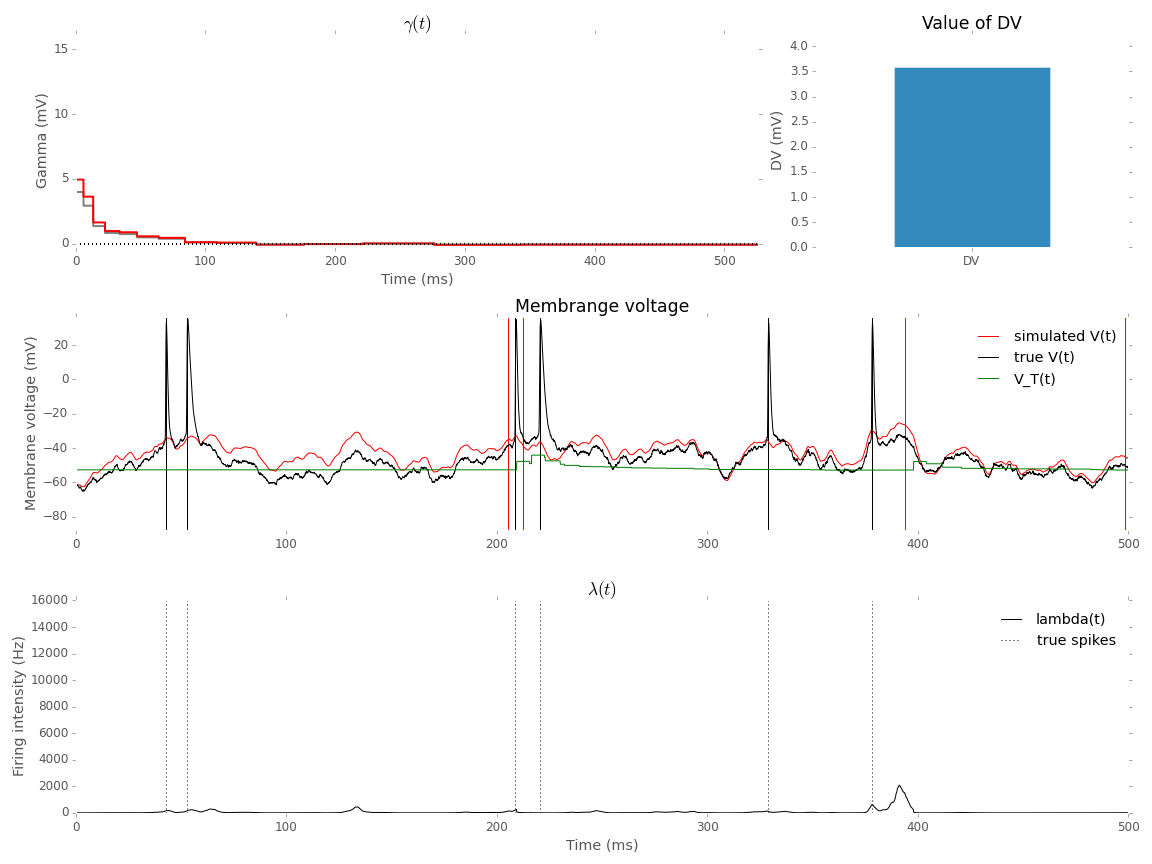 γ(t)
Value of DV
15
10
5
0
Gamma (mV)
0 100 200 300 400 500
Time (ms)
4.0
3.5
3.0
2.5
2.0
1.5
1.0
0.5
0.0
DV (mV)
DV
Membrange voltage
20
0
−20
−40
−60
−80
Membrane voltage (mV)
simulated V(t)
true V(t)
V_T(t)
0 100 200 300 400 500
λ(t)
16000
14000
12000
10000
8000
6000
4000
2000
0
Firing intensity (Hz)
lambda(t)
true spikes
0 100 200 300 400 500
Time (ms)